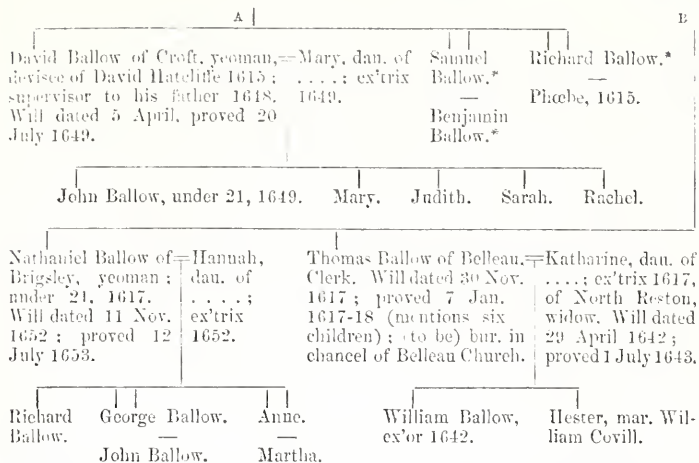 A B
David Ballow of Croft, yeoman,
devisee of David Hatcliffe 1615;
supervisor to his father 1618.
Will dated 5 April, proved 20
July 1649.
Mary, dau. of
. . . . ; ex'trix
1649.
Samuel
Ballow.*
—
Benjamin
Ballow.*
Richard Ballow.*
—
Phœbe, 1615.
John Ballow, under 21, 1649. Mary. Judith. Sarah. Rachel.
Nathaniel Ballow of
Brigsley, yeoman;
under 21, 1617.
Will dated 11 Nov.
1652; proved 12
July 1653.
Hannah,
dau. of
. . . . ;
ex'trix
1652.
Thomas Ballow of Belleau,
Clerk. Will dated 30 Nov.
1617; proved 7 Jan.
1617-18 (mentions six
children); (to be) bur. in
chancel of Belleau Church.
Katharine, dau. of
. . . . ; ex'trix 1617,
of North Reston,
widow. Will dated
29 April 1642;
proved 1 July 1643.
Richard
Ballow.
George Ballow.
—
John Ballow.
Anne.
—
Martha.
William Ballow,
ex'or 1642.
Hester, mar. Wil-
liam Covill.